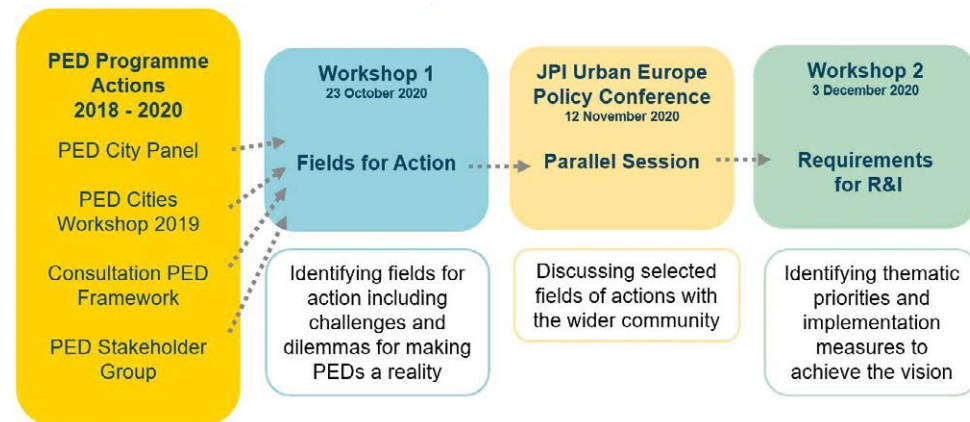 PED Programme
Actions
2018 - 2020
PED City Panel
PED Cities
Workshop 2019
Consultation PED
Framework
PED Stakeholder
Group
Workshop 1
23 October 2020
Fields for Action
Identifying fields for
action including
challenges and
dilemmas for making
PEDs a reality
JPI Urban Europe
Policy Conference
12 November 2020
Parallel Session
Discussing selected
fields of actions with
the wider community
Workshop 2
3 December 2020
Requirements
for R&I
Identifying thematic
priorities and
implementation
measures to
achieve the vision